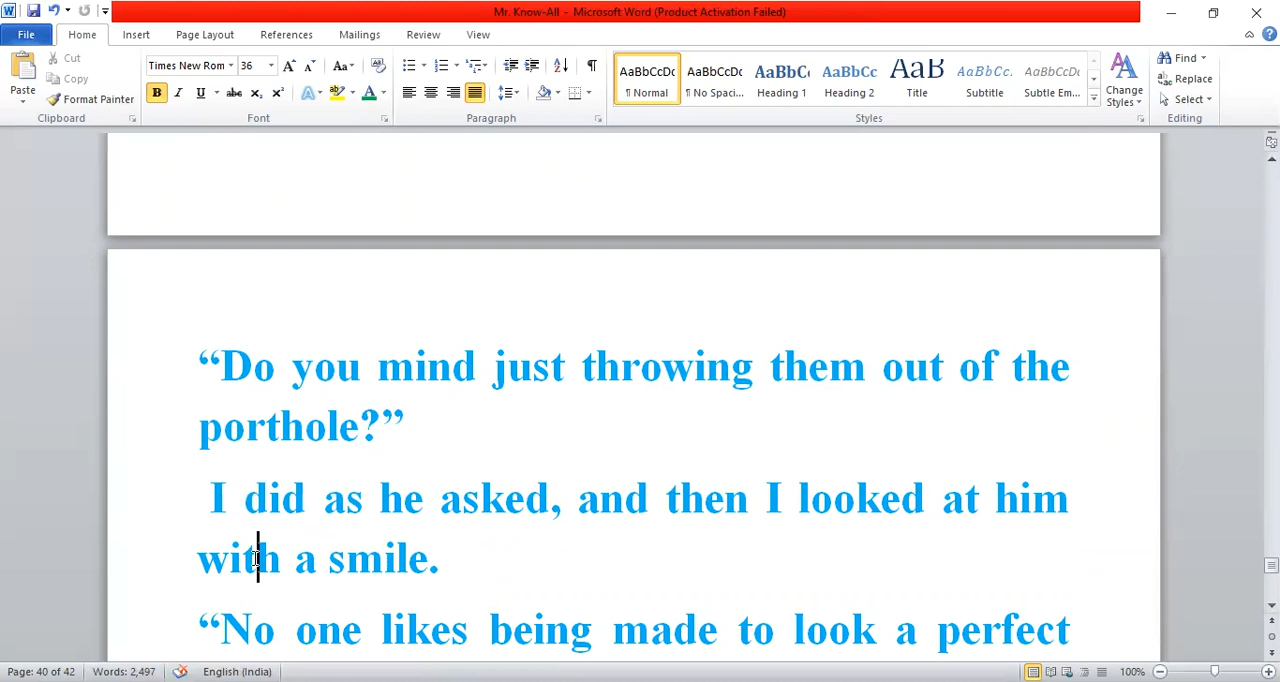 Mr. Know-All - Microsoft Word (Product Activation Failed)
File Home Insert Page Layout References Mailings Review View
Cut
Copy
Format Painter
Paste
Clipboard
Times New Rom 36
Font
Paragraph
AaBbCcDc AaBbCcDc AaBbC AaBbCc AaB AaBbCc. AaBbCcDc
¶ Normal ¶ No Spaci... Heading 1 Heading 2 Title Subtitle Subtle Em...
Change Styles
Styles
Find
Replace
Select
Editing
“Do you mind just throwing them out of the
porthole?”
I did as he asked, and then I looked at him
with a smile.
“No one likes being made to look a perfect
Page: 40 of 42 Words: 2,497 English (India) 100%